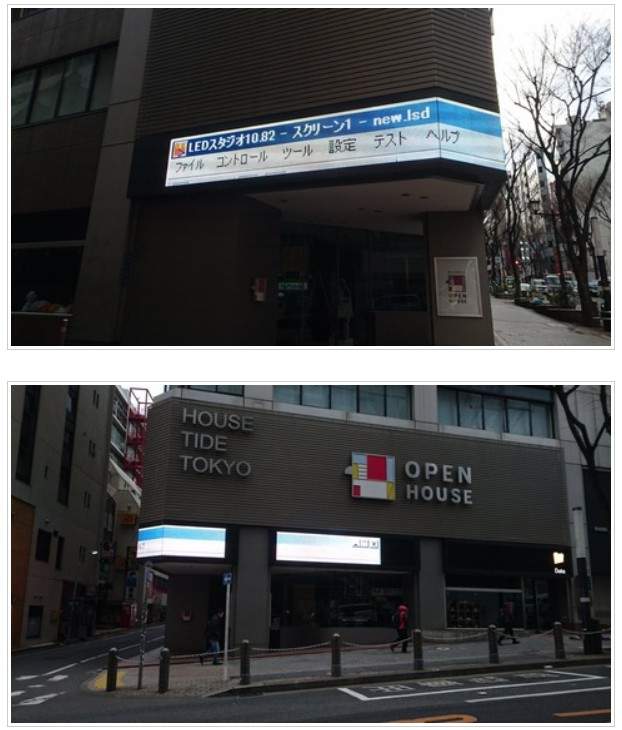 LEDスタジオ10.82 - スクリーン1 - new.lsd
ファイル コントロール ツール 設定 テスト ヘルプ
OPEN
HOUSE
HOUSE
TIDE
TOKYO
OPEN
HOUSE